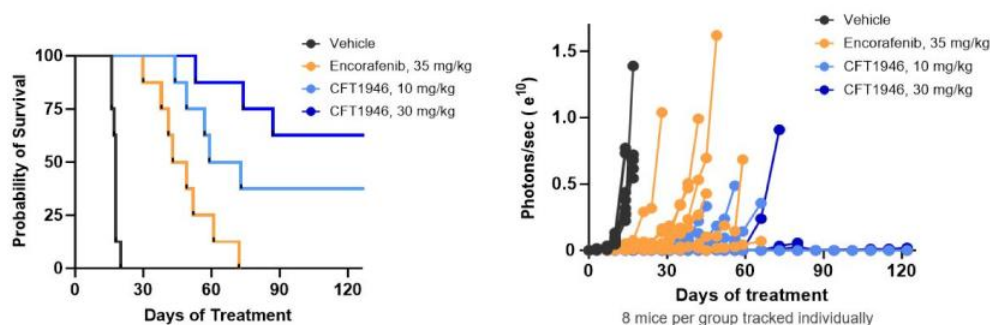 Vehicle
Encorafenib, 35 mg/kg
CFT1946, 10 mg/kg
CFT1946, 30 mg/kg
Probability of Survival
100
75
50
25
0
0 30 60 90 120
Days of Treatment
Vehicle
Encorafenib, 35 mg/kg
CFT1946, 10 mg/kg
CFT1946, 30 mg/kg
Photons/sec ( e¹⁰)
1.5
1.0
0.5
0
0 30 60 90 120
Days of treatment
8 mice per group tracked individually